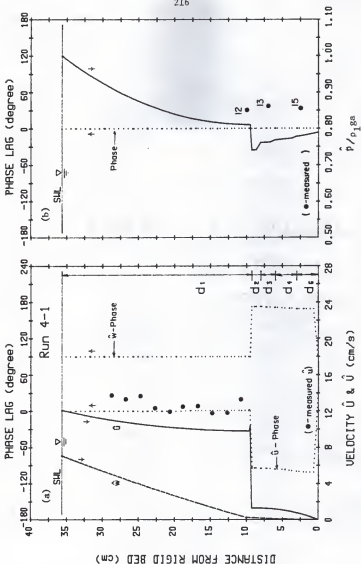 216
PHASE LAG (degree)
-180 -120 -60 0 60 120 180
(b)
SWL
Phase
12
13
15
(●-measured)
0.50 0.60 0.70 0.80 0.90 1.00 1.10
p̂/ρ₁ga
PHASE LAG (degree)
-180 -120 -60 0 60 120 180 240
(a)
Run 4-1
SWL
ŵ-Phase
ŵ
Û
d₁
d₂
d₃
d₄
d₅
Û-Phase
(●-measured û)
0 4 8 12 16 20 24 28
VELOCITY Û & Û (cm/s)
45
40
35
30
25
20
15
10
5
0
DISTANCE FROM RIGID BED (cm)